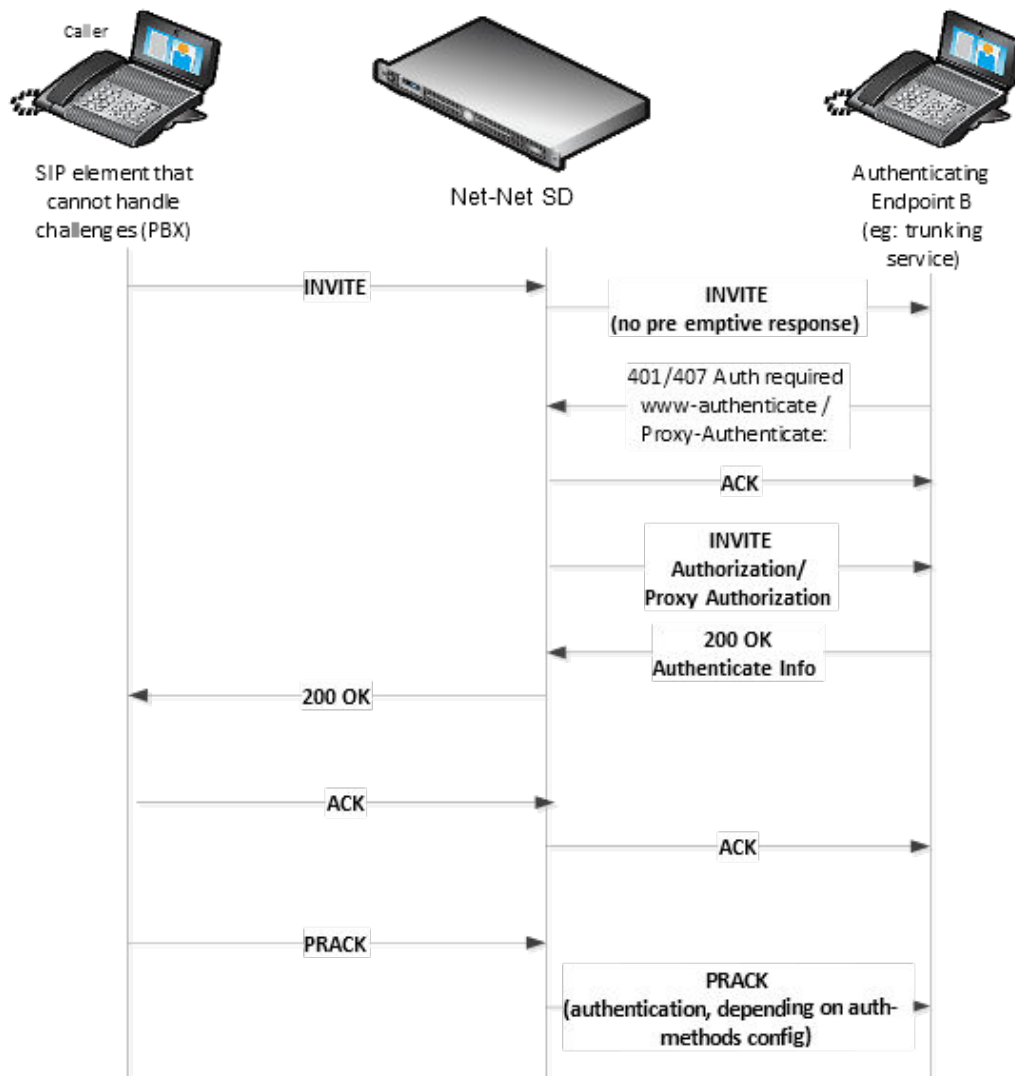 Caller
SIP element that
cannot handle
challenges (PBX)
Net-Net SD
Authenticating
Endpoint B
(eg: trunking
service)
INVITE
INVITE
(no pre emptive response)
401/407 Auth required
www-authenticate /
Proxy-Authenticate:
ACK
INVITE
Authorization/
Proxy Authorization
200 OK
Authenticate Info
200 OK
ACK
ACK
PRACK
PRACK
(authentication, depending on auth-
methods config)